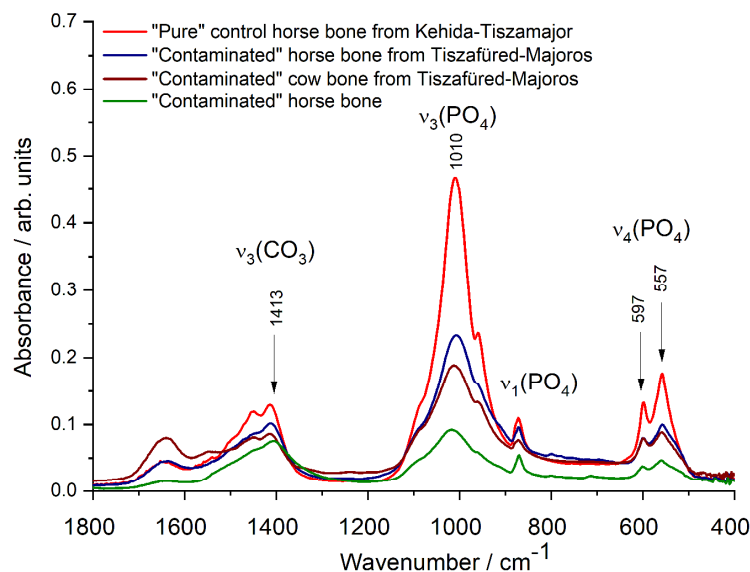 "Pure" control horse bone from Kehida-Tiszamajor
"Contaminated" horse bone from Tiszafüred-Majoros
"Contaminated" cow bone from Tiszafüred-Majoros
"Contaminated" horse bone
ν₃(PO₄)
1010
ν₃(CO₃)
1413
ν₁(PO₄)
ν₄(PO₄)
597
557
Absorbance / arb. units
0.7
0.6
0.5
0.4
0.3
0.2
0.1
0.0
1800 1600 1400 1200 1000 800 600 400
Wavenumber / cm⁻¹